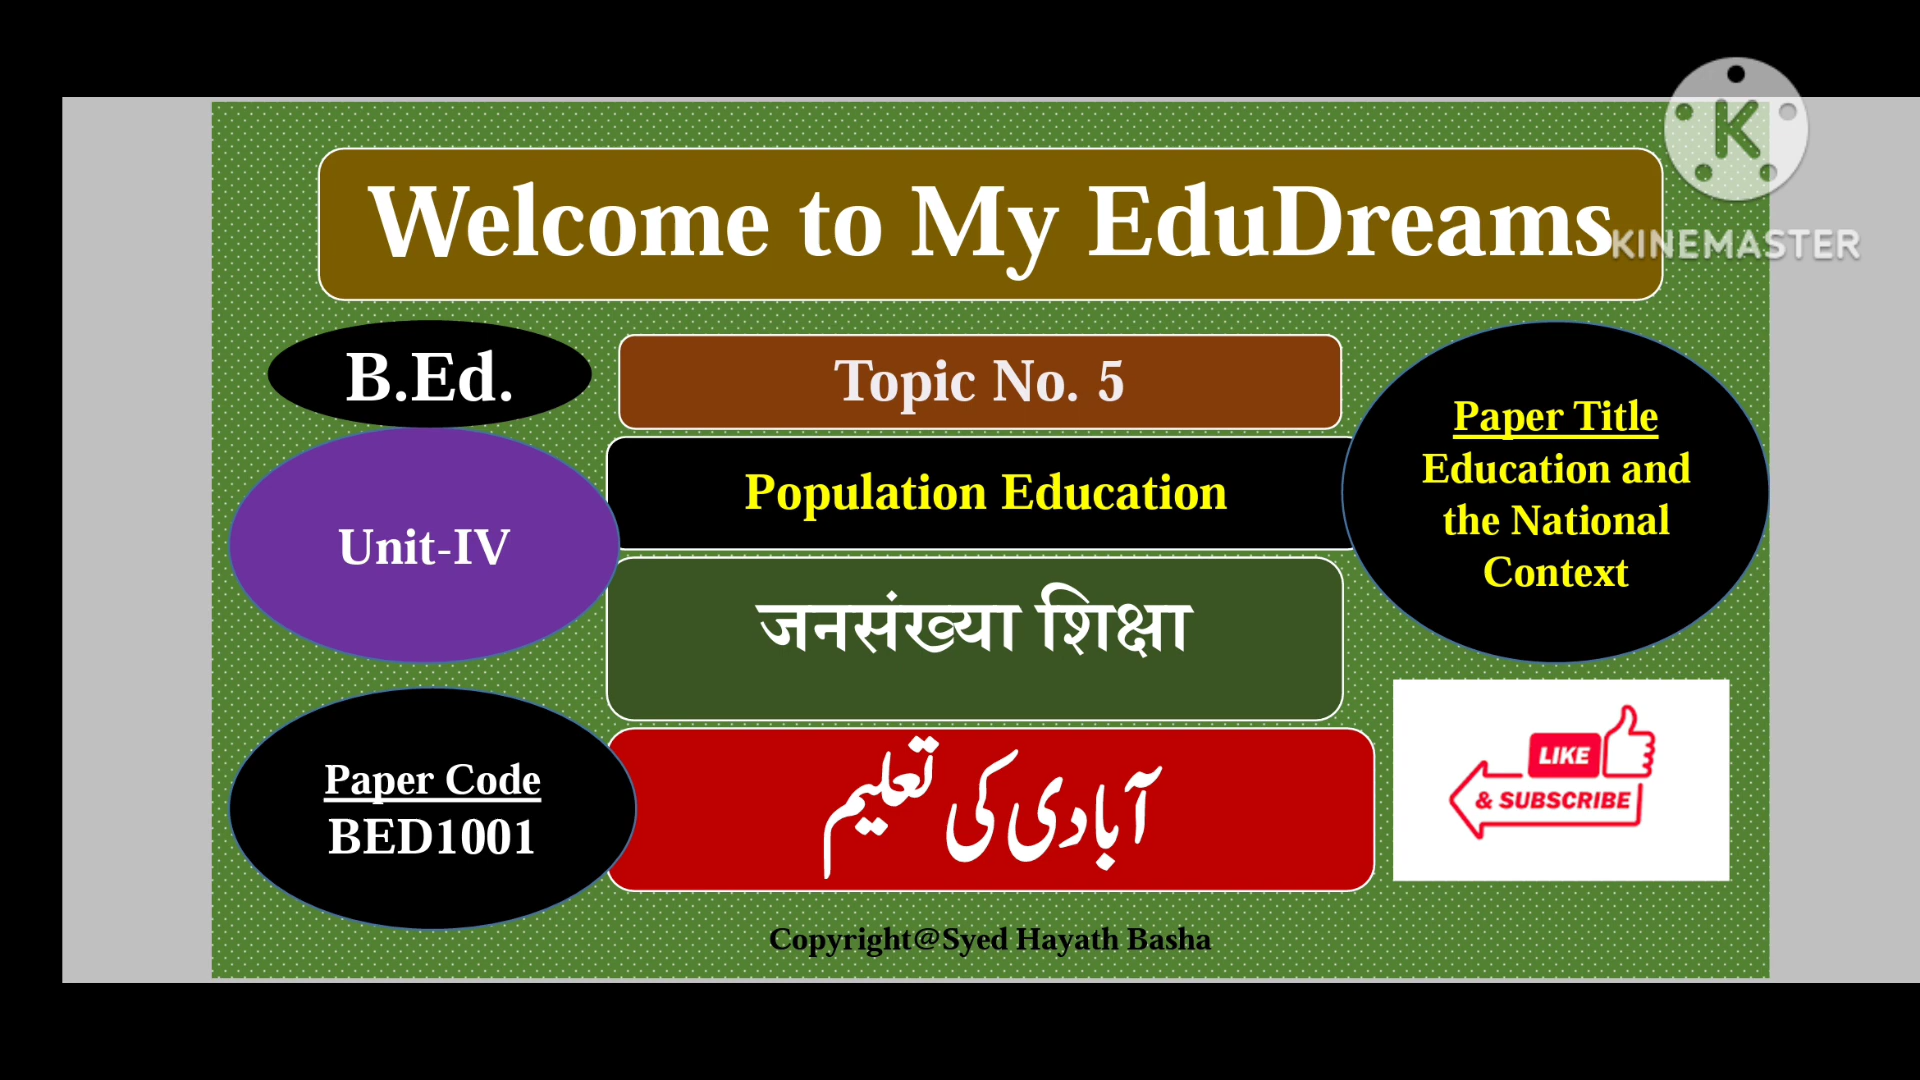 Welcome to My EduDreams
KINEMASTER
B.Ed.
Topic No. 5
Population Education
Unit-IV
जनसंख्या शिक्षा
Paper Title
Education and
the National
Context
Paper Code
BED1001
آبادی کی تعلیم
LIKE
& SUBSCRIBE
Copyright@Syed Hayath Basha